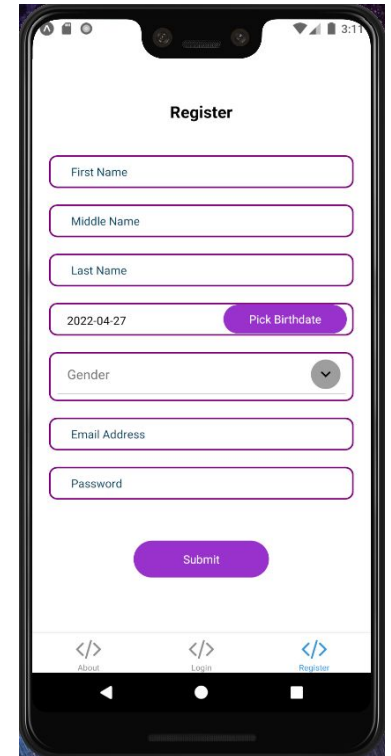 3:11
Register
First Name
Middle Name
Last Name
2022-04-27 Pick Birthdate
Gender
Email Address
Password
Submit
</> </> </>
About Login Register